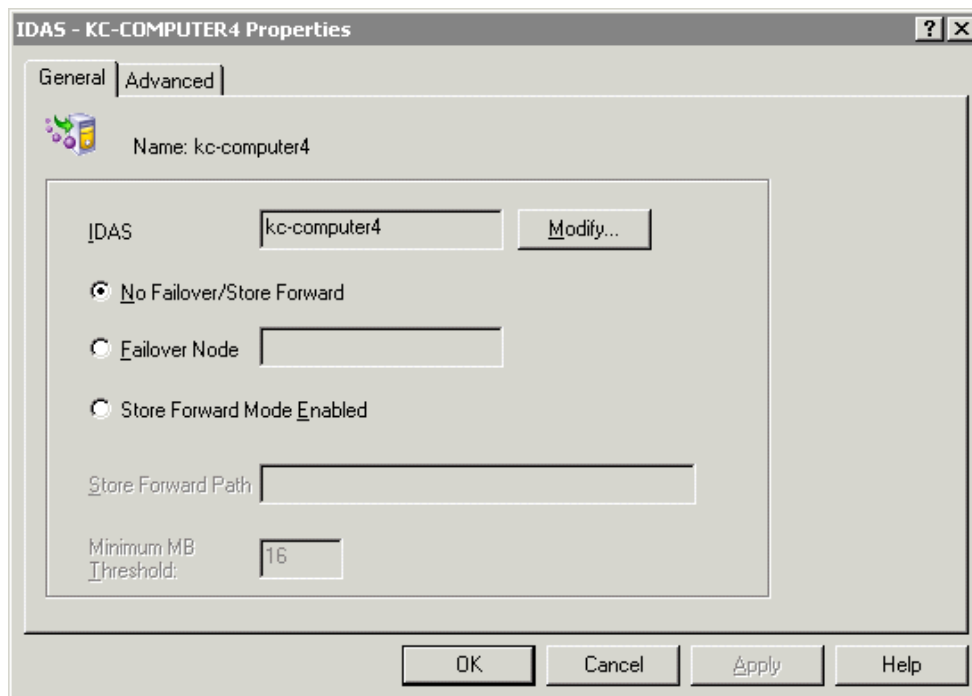 IDAS - KC-COMPUTER4 Properties
General Advanced
Name: kc-computer4
IDAS kc-computer4 Modify...
No Failover/Store Forward
Failover Node
Store Forward Mode Enabled
Store Forward Path
Minimum MB
Threshold: 16
OK Cancel Apply Help